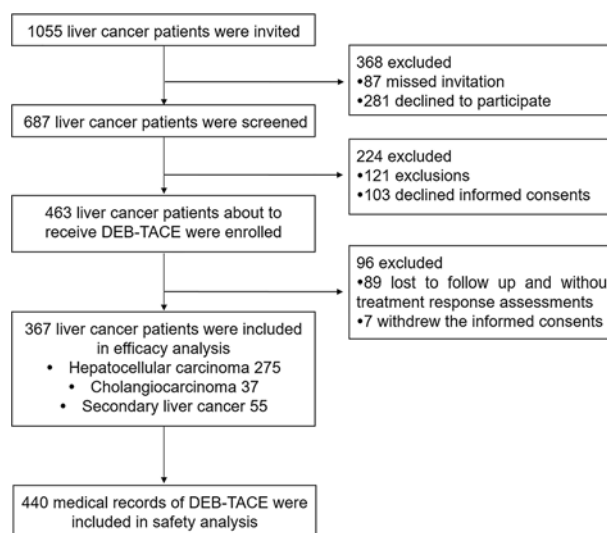 1055 liver cancer patients were invited
368 excluded
•87 missed invitation
•281 declined to participate
687 liver cancer patients were screened
224 excluded
•121 exclusions
•103 declined informed consents
463 liver cancer patients about to
receive DEB-TACE were enrolled
96 excluded
•89 lost to follow up and without
treatment response assessments
•7 withdrew the informed consents
367 liver cancer patients were included
in efficacy analysis
• Hepatocellular carcinoma 275
• Cholangiocarcinoma 37
• Secondary liver cancer 55
440 medical records of DEB-TACE were
included in safety analysis